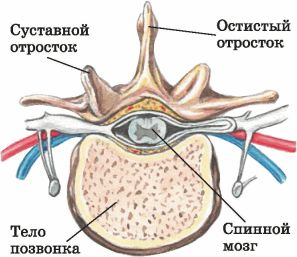 Суставной
отросток
Остистый
отросток
Тело
позвонка
Спинной
мозг